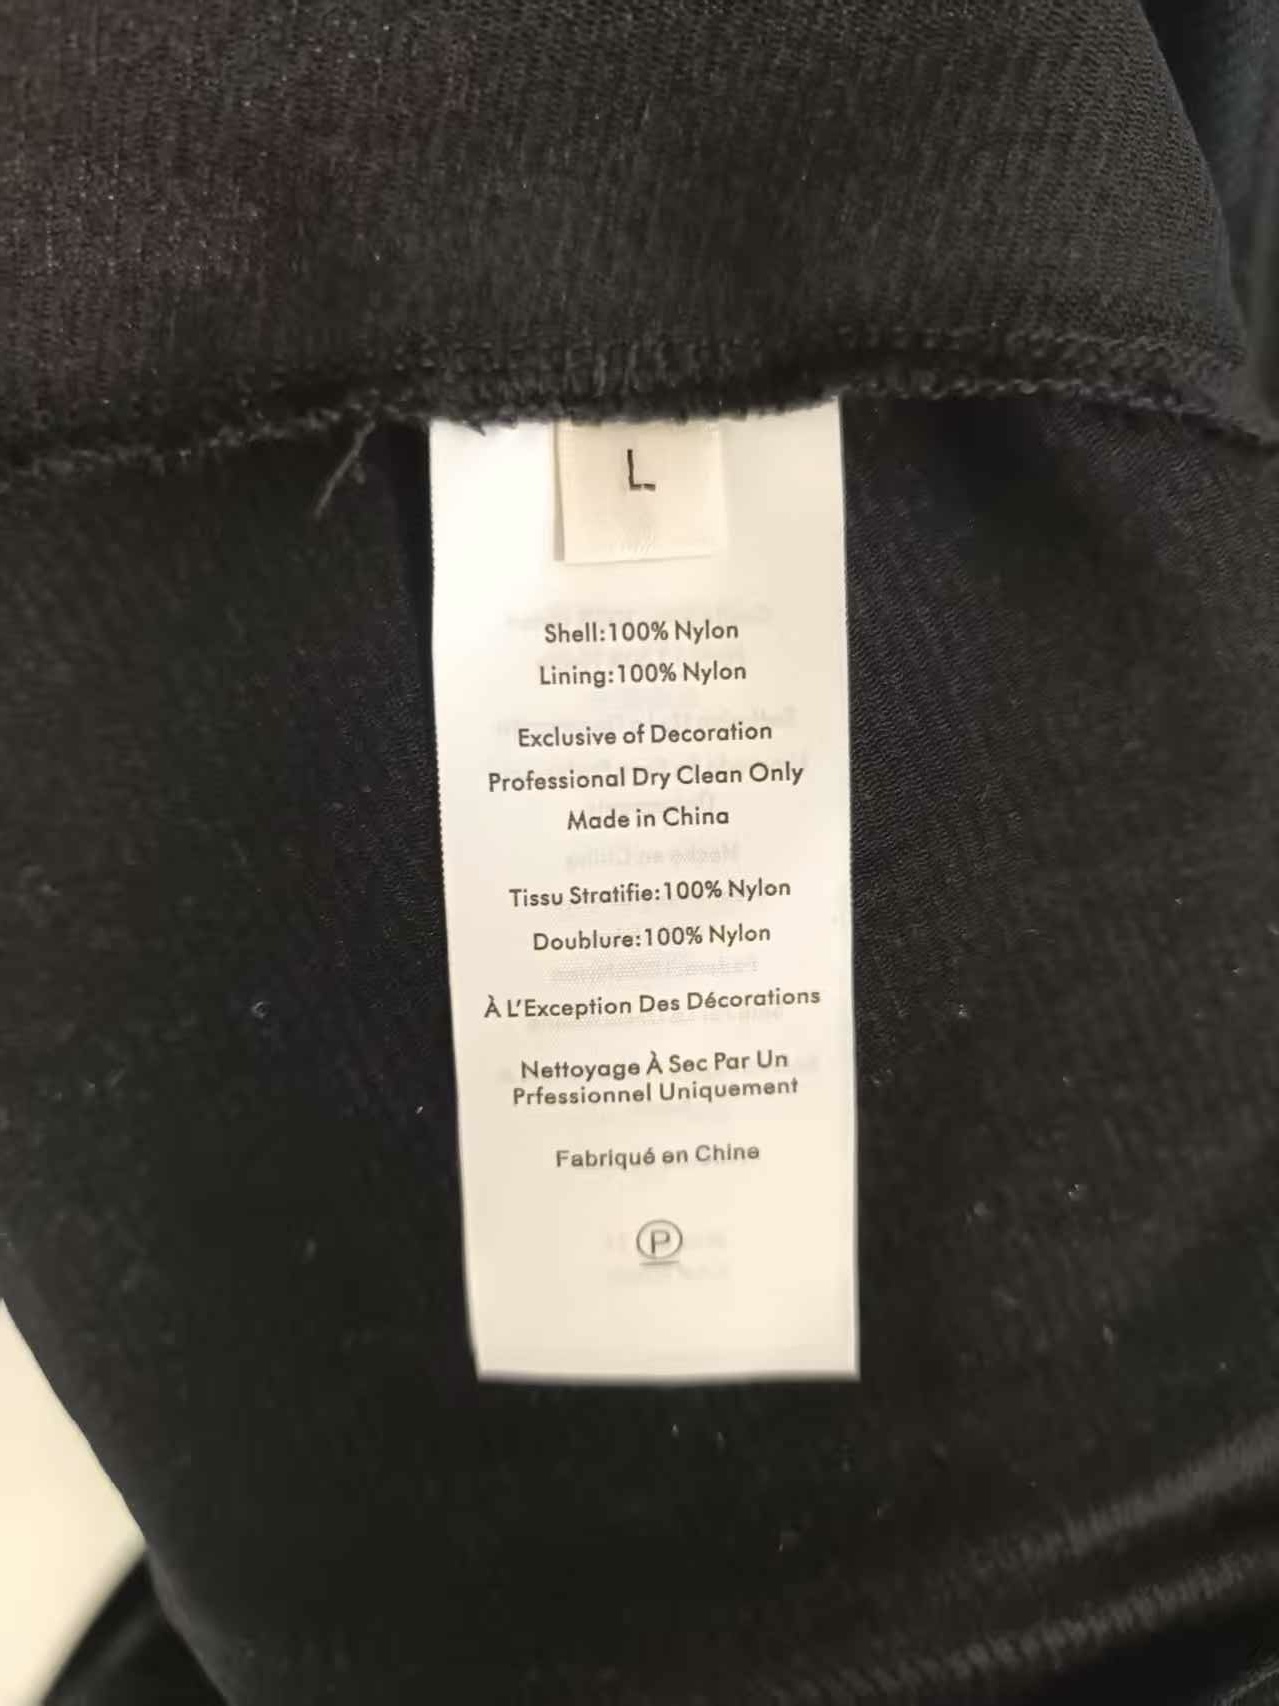 L
Shell:100% Nylon
Lining:100% Nylon
Exclusive of Decoration
Professional Dry Clean Only
Made in China
Tissu Stratifie:100% Nylon
Doublure:100% Nylon
À L'Exception Des Décorations
Nettoyage À Sec Par Un
Prfessionnel Uniquement
Fabriqué en Chine
P